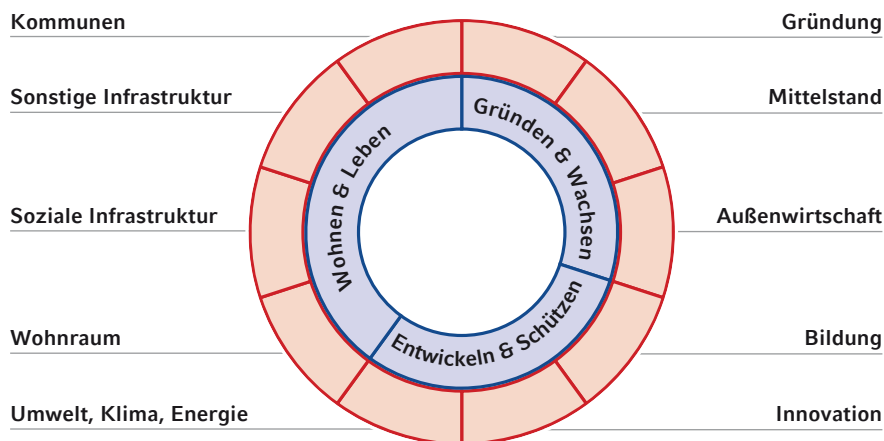 Kommunen
Gründung
Sonstige Infrastruktur
Mittelstand
Soziale Infrastruktur
Außenwirtschaft
Wohnraum
Bildung
Umwelt, Klima, Energie
Innovation
Gründen & Wachsen
Entwickeln & Schützen
Wohnen & Leben